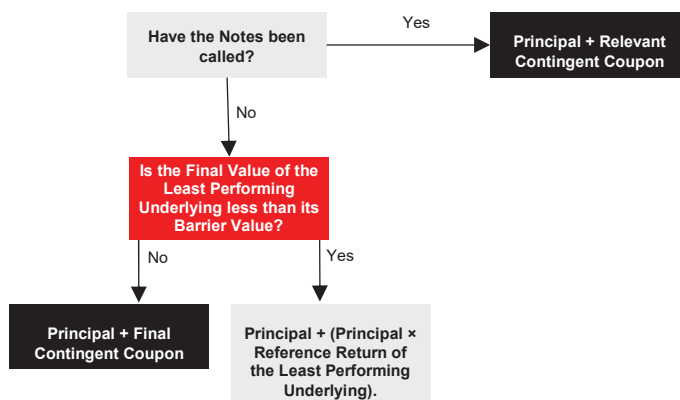 Have the Notes been
called?
Yes
Principal + Relevant
Contingent Coupon
No
Is the Final Value of the
Least Performing
Underlying less than its
Barrier Value?
No
Yes
Principal + Final
Contingent Coupon
Principal + (Principal ×
Reference Return of
the Least Performing
Underlying).